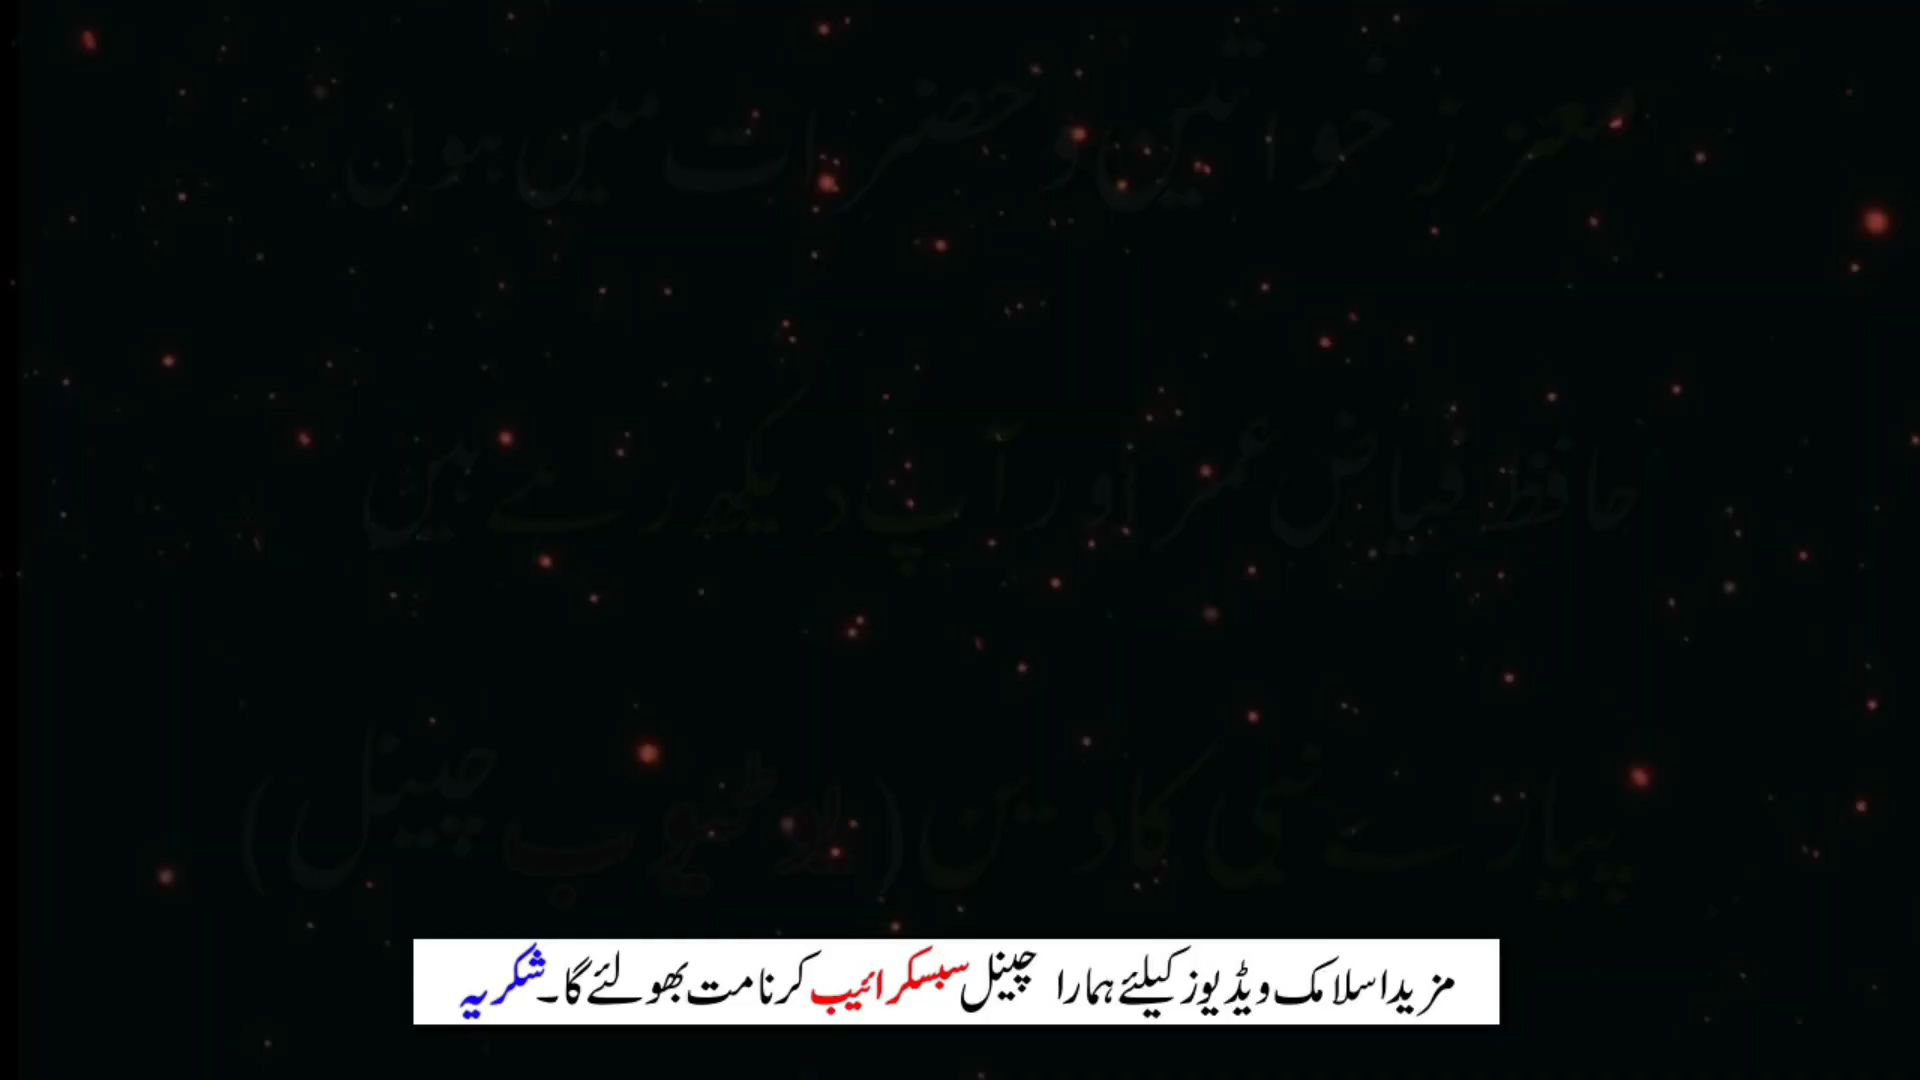 معزز خواتین و حضرات میں ہوں
حافظ فیاض عمر اور آپ دیکھ رہے ہیں
پیارے نبی کا دین (یوٹیوب چینل)
مزید اسلامک ویڈیوز کیلئے ہمارا چینل سبسکرائیب کرنا مت بھولئے گا۔ شکریہ